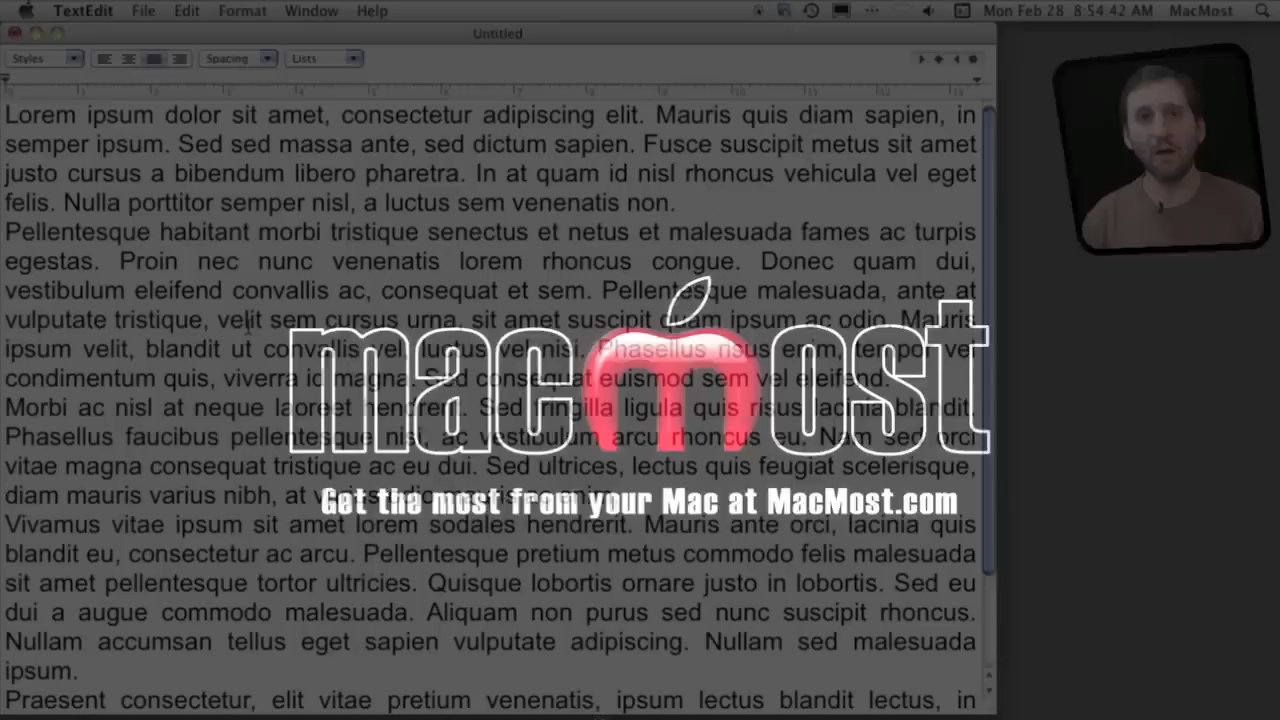 TextEdit File Edit Format Window Help Mon Feb 28 8:54:42 AM MacMost
Untitled
Styles Spacing Lists
Lorem ipsum dolor sit amet, consectetur adipiscing elit. Mauris quis diam sapien, in
semper ipsum. Sed sed massa ante, sed dictum sapien. Fusce suscipit metus sit amet
justo cursus a bibendum libero pharetra. In at quam id nisl rhoncus vehicula vel eget
felis. Nulla porttitor semper nisl, a luctus sem venenatis non.
Pellentesque habitant morbi tristique senectus et netus et malesuada fames ac turpis
egestas. Proin nec nunc venenatis lorem rhoncus congue. Donec quam dui,
vestibulum eleifend convallis ac, consequat et sem. Pellentesque malesuada, ante at
vulputate tristique, velit sem cursus urna, sit amet suscipit quam ipsum ac odio. Mauris
ipsum velit, blandit ut convallis vel, luctus vel nisi. Phasellus risus enim, tempor vel
condimentum quis, viverra id magna. Sed consequat euismod sem vel eleifend.
macmost
Morbi ac nisl at neque laoreet hendrerit. Sed fringilla ligula quis risus lacinia blandit.
Phasellus faucibus pellentesque nisi, ac vestibulum arcu rhoncus eu. Nam sed orci
vitae magna consequat tristique ac eu dui. Sed ultrices, lectus quis feugiat scelerisque,
diam mauris varius nibh, at
Get the most from your Mac at MacMost.com
Vivamus vitae ipsum sit amet lorem sodales hendrerit. Mauris ante orci, lacinia quis
blandit eu, consectetur ac arcu. Pellentesque pretium metus commodo felis malesuada
sit amet pellentesque tortor ultricies. Quisque lobortis ornare justo in lobortis. Sed eu
dui a augue commodo malesuada. Aliquam non purus sed nunc suscipit rhoncus.
Nullam accumsan tellus eget sapien vulputate adipiscing. Nullam sed malesuada
ipsum.
Praesent consectetur, elit vitae pretium venenatis, ipsum lectus blandit lectus, in